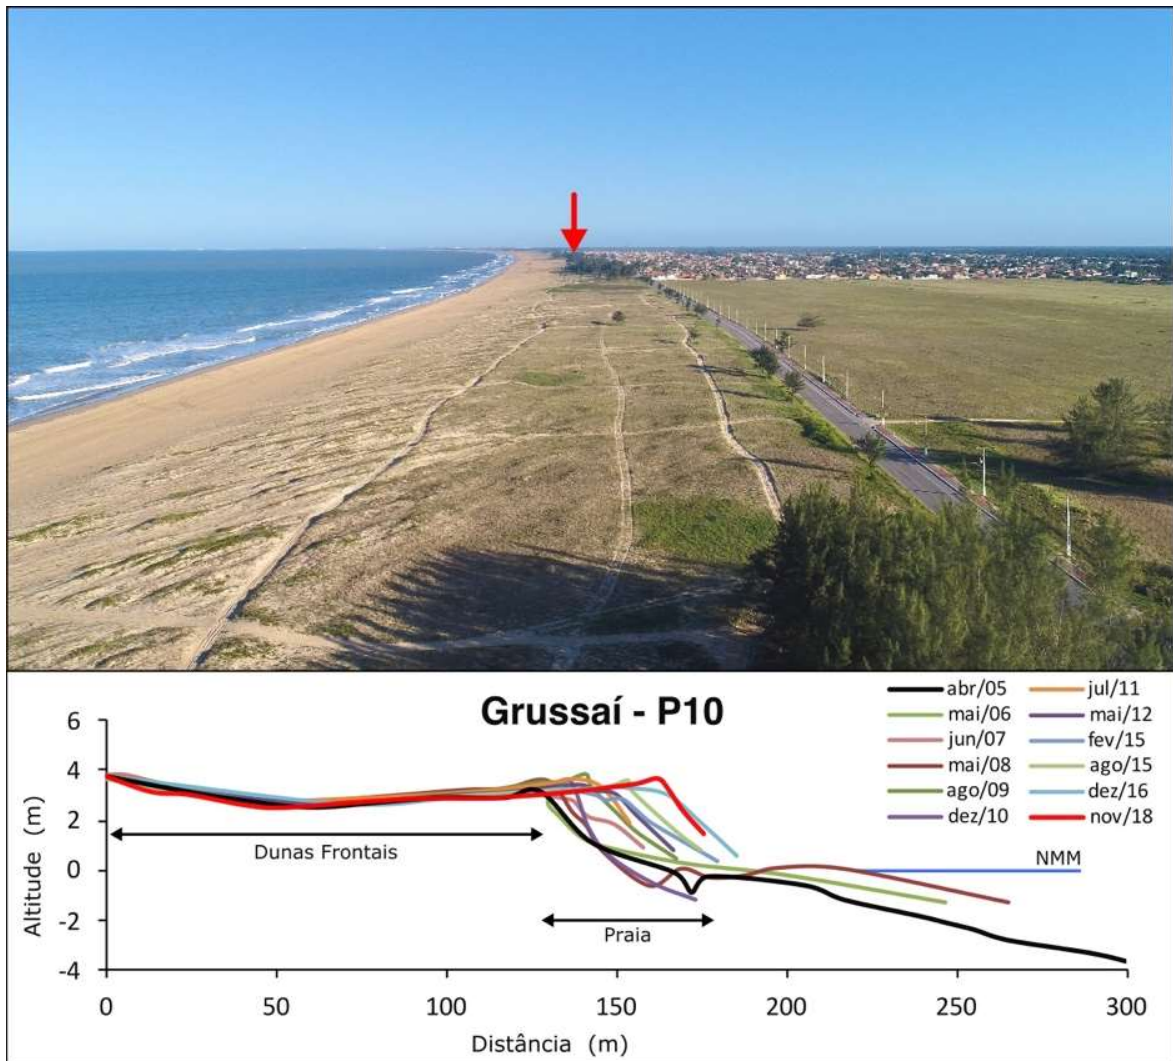 Grussaí - P10
abr/05
mai/06
jun/07
mai/08
ago/09
dez/10
jul/11
mai/12
fev/15
ago/15
dez/16
nov/18
Altitude (m)
6
4
2
0
-2
-4
Dunas Frontais
Praia
NMM
0 50 100 150 200 250 300
Distância (m)